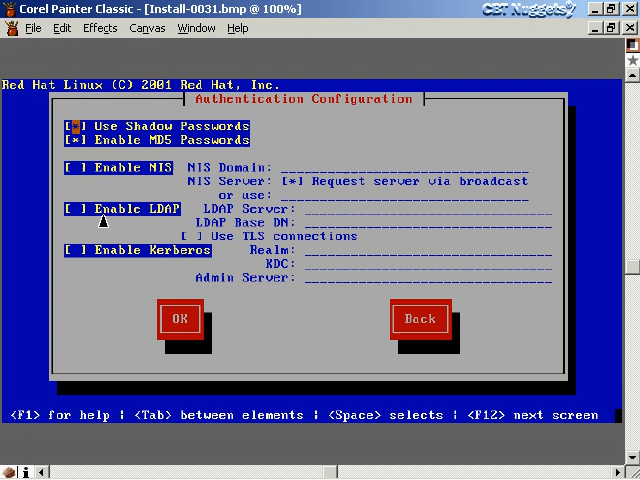 Corel Painter Classic - [Install-0031.bmp @ 100%]
CBT Nuggets
File Edit Effects Canvas Window Help
Red Hat Linux (C) 2001 Red Hat, Inc.
Authentication Configuration
[*] Use Shadow Passwords
[*] Enable MD5 Passwords
[ ] Enable NIS NIS Domain:
NIS Server: [*] Request server via broadcast
or use:
[ ] Enable LDAP LDAP Server:
LDAP Base DN:
[ ] Use TLS connections
[ ] Enable Kerberos Realm:
KDC:
Admin Server:
OK Back
<F1> for help | <Tab> between elements | <Space> selects | <F12> next screen